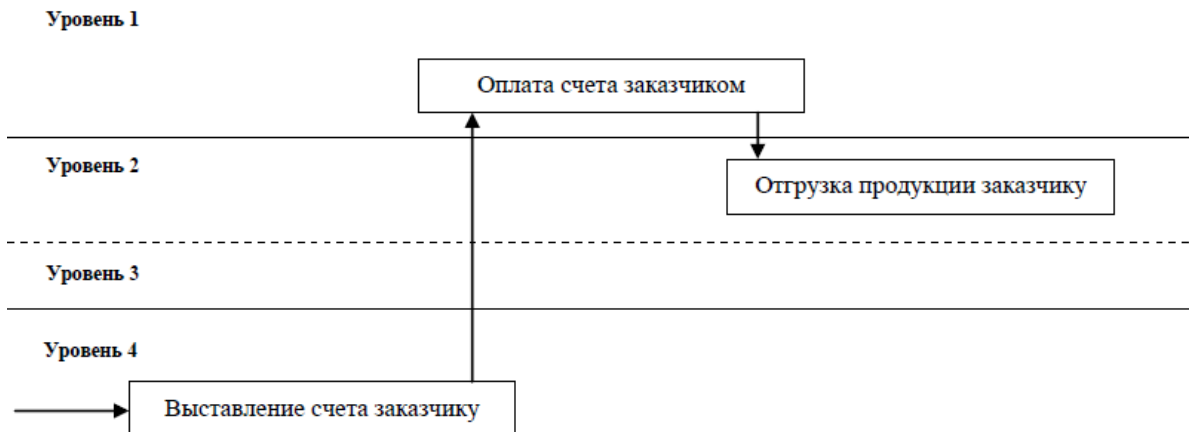 Уровень 1
Оплата счета заказчиком
Уровень 2
Отгрузка продукции заказчику
Уровень 3
Уровень 4
Выставление счета заказчику